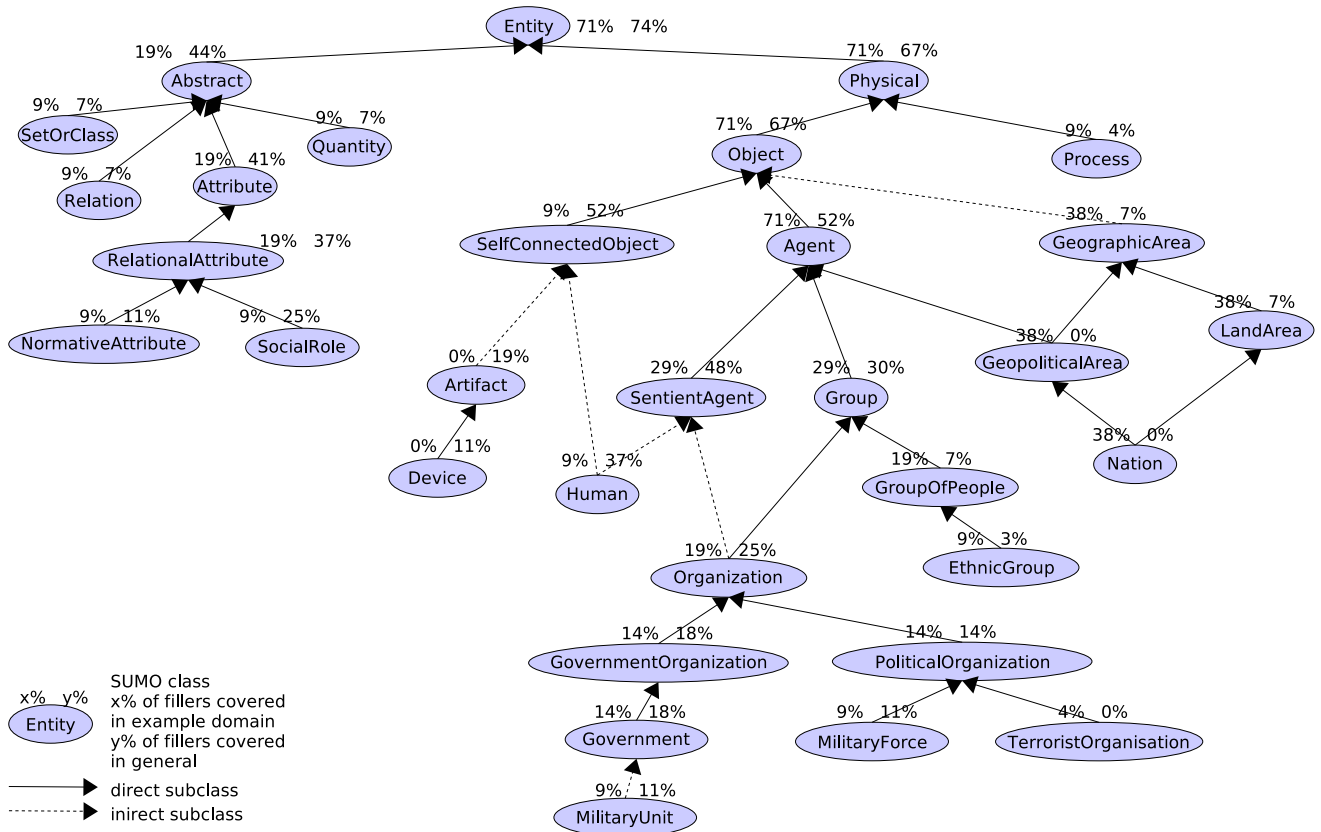 Entity 71% 74%
19% 44%
Abstract
71% 67%
Physical
9% 7%
SetOrClass
9% 7%
Quantity
71% 67%
Object
9% 4%
Process
9% 7%
Relation
19% 41%
Attribute
9% 52%
SelfConnectedObject
71% 52%
Agent
38% 7%
GeographicArea
19% 37%
RelationalAttribute
9% 11%
NormativeAttribute
9% 25%
SocialRole
38% 7%
LandArea
38% 0%
GeopoliticalArea
0% 19%
Artifact
29% 48%
SentientAgent
29% 30%
Group
0% 11%
Device
9% 37%
Human
19% 7%
GroupOfPeople
38% 0%
Nation
19% 25%
Organization
9% 3%
EthnicGroup
14% 18%
GovernmentOrganization
14% 14%
PoliticalOrganization
14% 18%
Government
9% 11%
MilitaryForce
4% 0%
TerroristOrganisation
9% 11%
MilitaryUnit
x% y%
Entity
SUMO class
x% of fillers covered
in example domain
y% of fillers covered
in general
direct subclass
inirect subclass